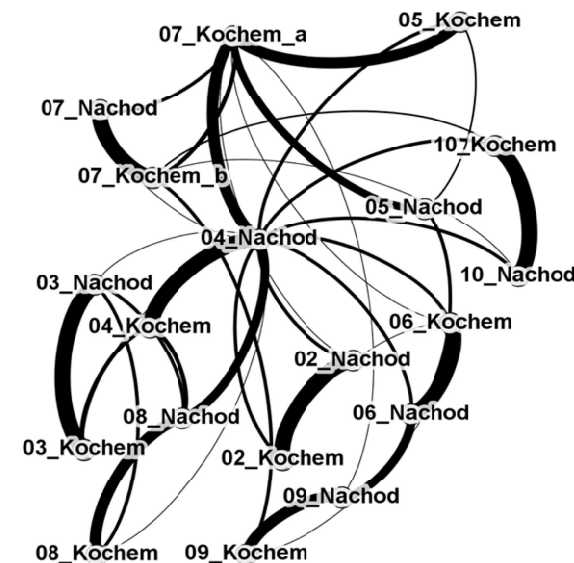 05_Kochem
07_Kochem_a
07_Nachod
10_Kochem
07_Kochem_b
05_Nachod
04_Nachod
10_Nachod
03_Nachod
04_Kochem
06_Kochem
02_Nachod
08_Nachod
06_Nachod
03_Kochem
02_Kochem
09_Nachod
08_Kochem
09_Kochem